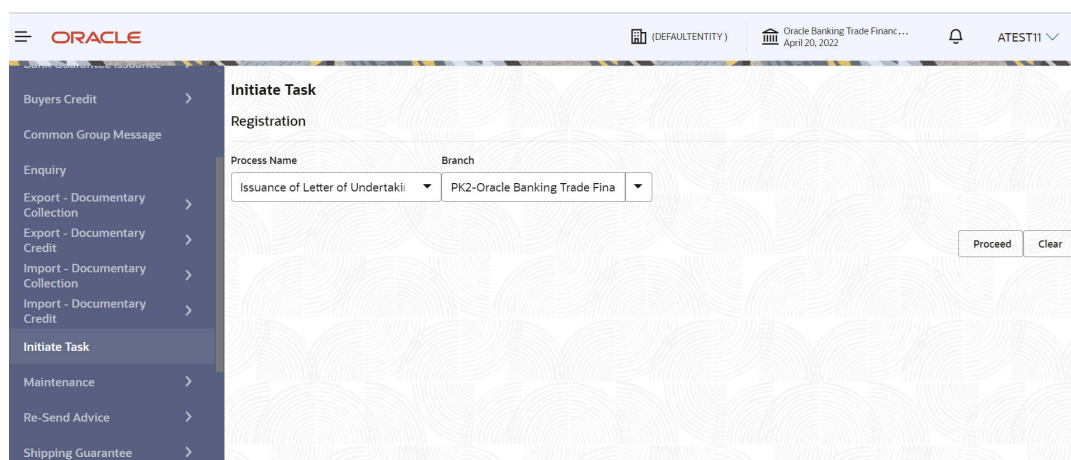 ORACLE
(DEFAULTENTITY )
Oracle Banking Trade Financ...
April 20, 2022
ATEST11
Buyers Credit
Common Group Message
Enquiry
Export - Documentary
Collection
Export - Documentary
Credit
Import - Documentary
Collection
Import - Documentary
Credit
Initiate Task
Maintenance
Re-Send Advice
Shipping Guarantee
Initiate Task
Registration
Process Name
Branch
Issuance of Letter of Undertakin
PK2-Oracle Banking Trade Fina
Proceed
Clear